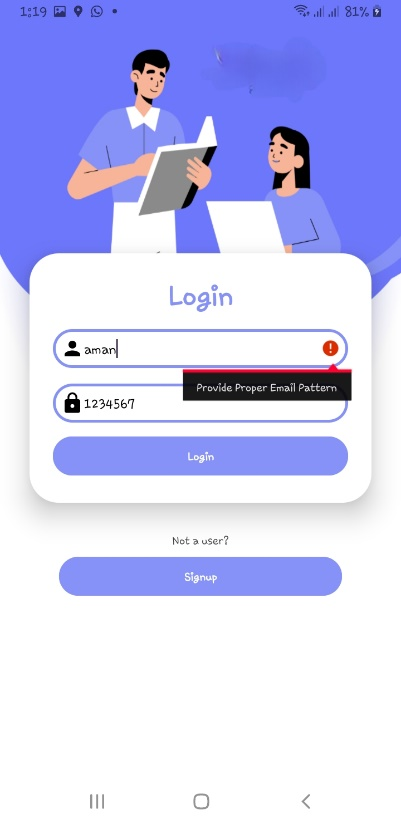 1:19 81%
Login
aman
Provide Proper Email Pattern
1234567
Login
Not a user?
Signup